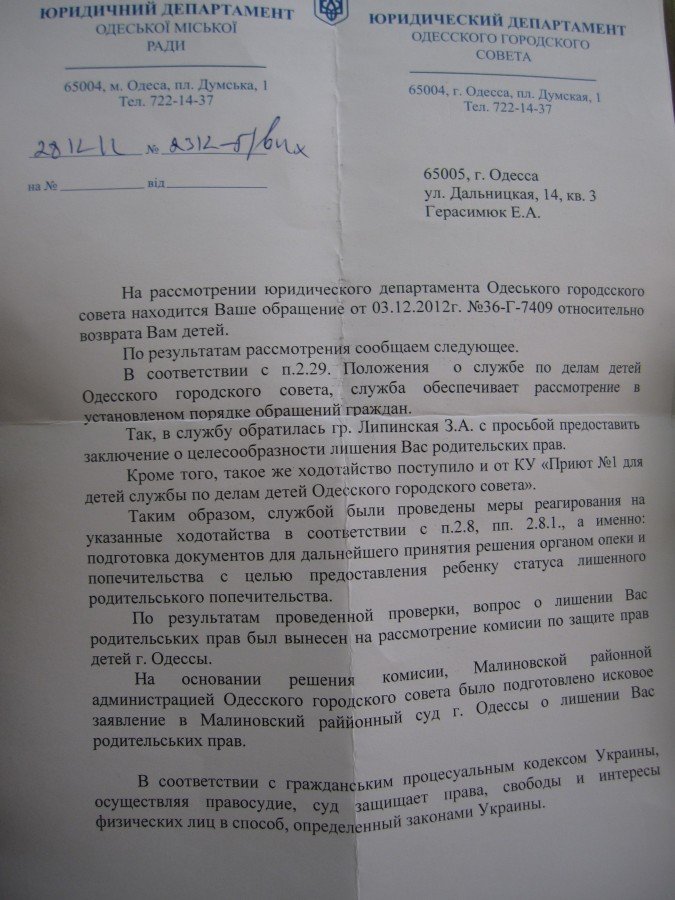 ЮРИДИЧНИЙ ДЕПАРТАМЕНТ
ОДЕСЬКОЇ МІСЬКОЇ
РАДИ
65004, м. Одеса, пл. Думська, 1
Тел. 722-14-37
ЮРИДИЧЕСКИЙ ДЕПАРТАМЕНТ
ОДЕССКОГО ГОРОДСКОГО
СОВЕТА
65004, г. Одесса, пл. Думская, 1
Тел. 722-14-37
№
на № від
65005, г. Одесса
ул. Дальницкая, 14, кв. 3
Герасимюк Е.А.
На рассмотрении юридического департамента Одеського городсского
совета находится Ваше обращение от 03.12.2012г. №36-Г-7409 относительно
возврата Вам детей.
По результатам рассмотрения сообщаем следующее.
В соответствии с п.2.29. Положения о службе по делам детей
Одесского городского совета, служба обеспечивает рассмотрение в
установленом порядке обращений граждан.
Так, в службу обратилась гр. Липинская З.А. с просьбой предоставить
заключение о целесообразности лишения Вас родительских прав.
Кроме того, такое же ходотайство поступило и от КУ «Приют №1 для
детей службы по делам детей Одесского городского совета».
Таким образом, службой были проведены меры реагирования на
указанные ходотайства в соответствии с п.2.8, пп. 2.8.1., а именно:
подготовка документов для дальнейшего принятия решения органом опеки и
попечительства с целью предоставления ребенку статуса лишенного
родительського попечительства.
По результатам проведенной проверки, вопрос о лишении Вас
родительських прав был вынесен на рассмотрение комисии по защите прав
детей г. Одессы.
На основании решения комисии, Малиновской районной
администрацией Одесского городского совета было подготовлено исковое
заявление в Малиновский раййонный суд г. Одессы о лишении Вас
родительських прав.
В соответствии с гражданським процесуальным кодексом Украины,
осуществляя правосудие, суд защищает права, свободы и интересы
физических лиц в способ, определенный законами Украины.